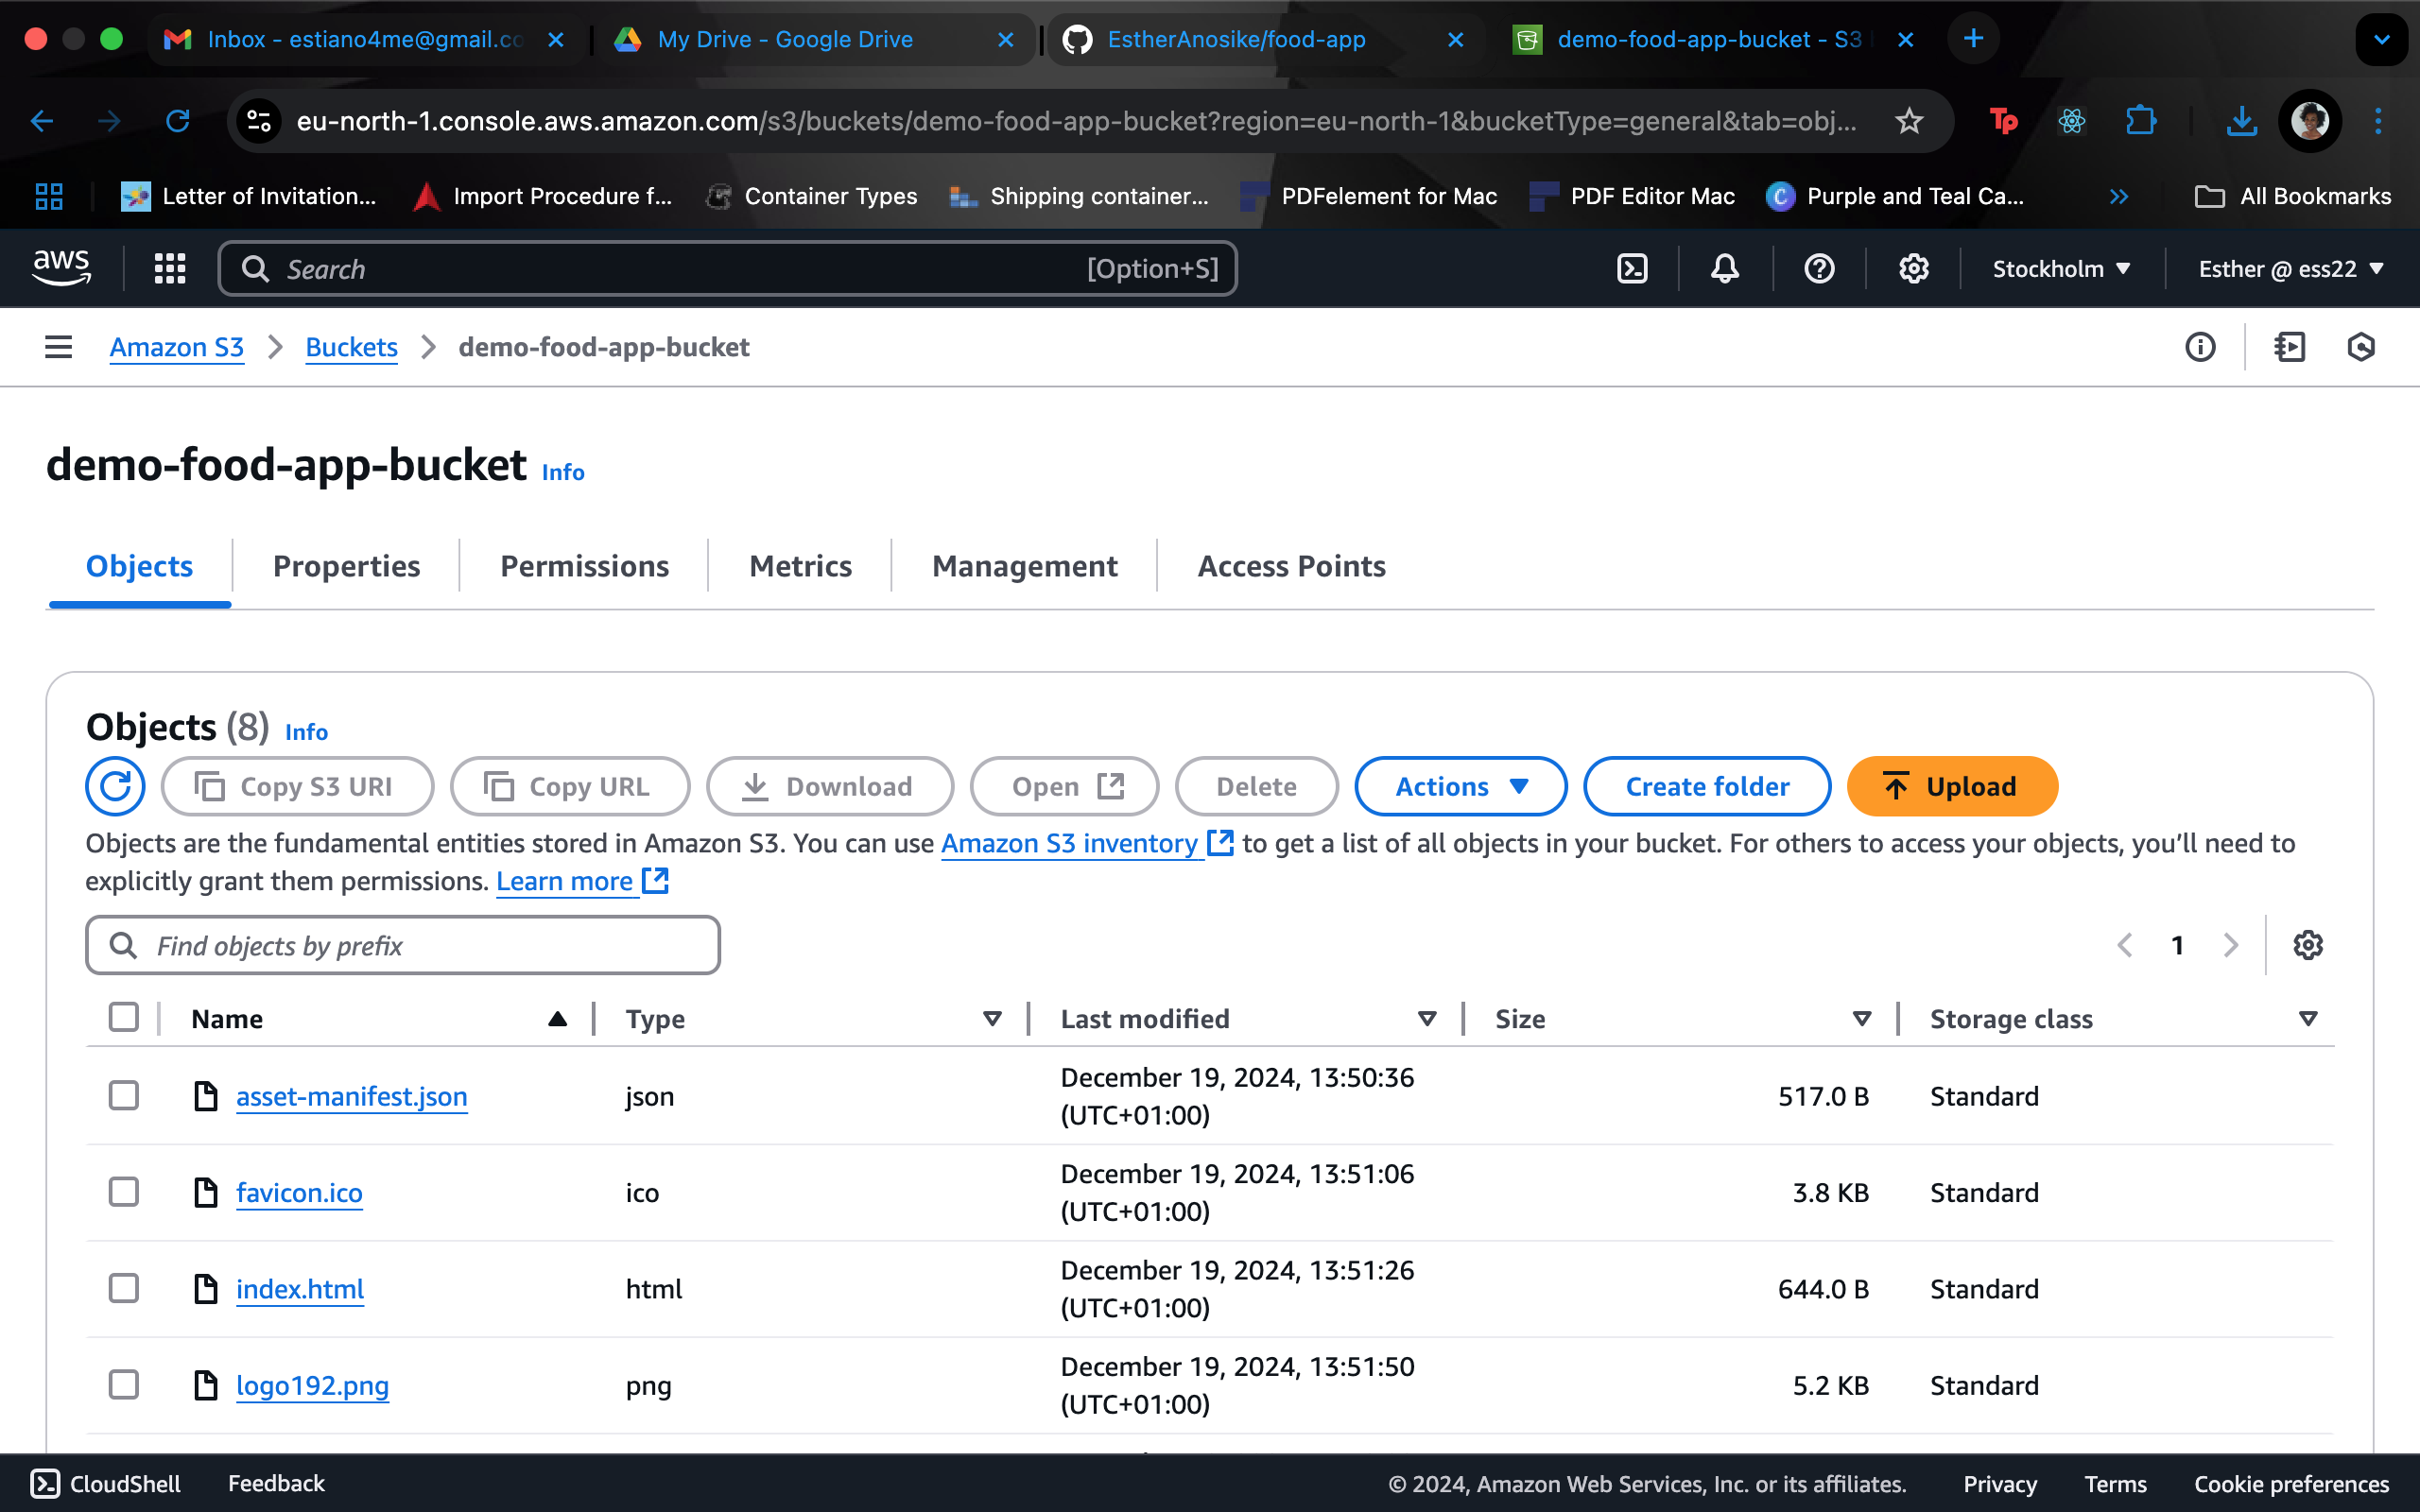 Inbox - estiano4me@gmail.co
My Drive - Google Drive
EstherAnosike/food-app
demo-food-app-bucket - S3
eu-north-1.console.aws.amazon.com/s3/buckets/demo-food-app-bucket?region=eu-north-1&bucketType=general&tab=obj...
Tp
Letter of Invitation...
Import Procedure f...
Container Types
Shipping container...
PDFelement for Mac
PDF Editor Mac
Purple and Teal Ca...
All Bookmarks
aws
Search
[Option+S]
Stockholm
Esther @ ess22
Amazon S3
Buckets
demo-food-app-bucket
demo-food-app-bucket Info
Objects
Properties
Permissions
Metrics
Management
Access Points
Objects (8) Info
Copy S3 URI
Copy URL
Download
Open
Delete
Actions
Create folder
Upload
Objects are the fundamental entities stored in Amazon S3. You can use Amazon S3 inventory to get a list of all objects in your bucket. For others to access your objects, you’ll need to
explicitly grant them permissions. Learn more
Find objects by prefix
1
Name
Type
Last modified
Size
Storage class
asset-manifest.json
json
December 19, 2024, 13:50:36
(UTC+01:00)
517.0 B
Standard
favicon.ico
ico
December 19, 2024, 13:51:06
(UTC+01:00)
3.8 KB
Standard
index.html
html
December 19, 2024, 13:51:26
(UTC+01:00)
644.0 B
Standard
logo192.png
png
December 19, 2024, 13:51:50
(UTC+01:00)
5.2 KB
Standard
CloudShell
Feedback
© 2024, Amazon Web Services, Inc. or its affiliates.
Privacy
Terms
Cookie preferences